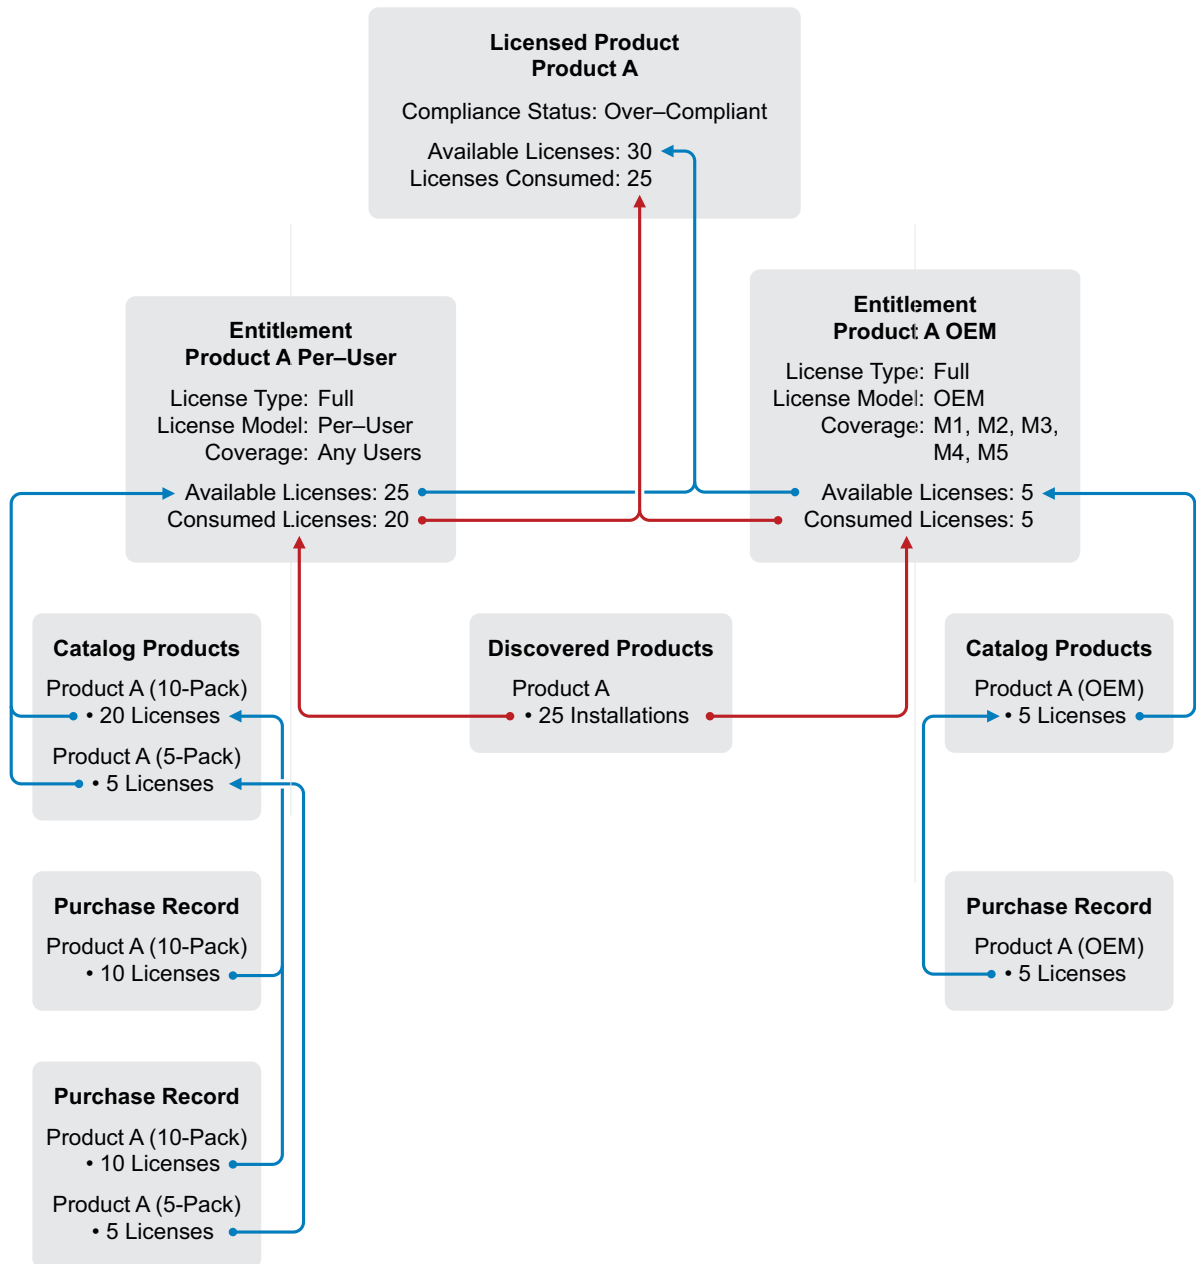 Licensed Product
Product A
Compliance Status: Over–Compliant
Available Licenses: 30
Licenses Consumed: 25
Entitlement
Product A Per–User
License Type: Full
License Model: Per–User
Coverage: Any Users
Available Licenses: 25
Consumed Licenses: 20
Entitlement
Product A OEM
License Type: Full
License Model: OEM
Coverage: M1, M2, M3,
M4, M5
Available Licenses: 5
Consumed Licenses: 5
Catalog Products
Product A (10-Pack)
• 20 Licenses
Product A (5-Pack)
• 5 Licenses
Discovered Products
Product A
• 25 Installations
Catalog Products
Product A (OEM)
• 5 Licenses
Purchase Record
Product A (10-Pack)
• 10 Licenses
Purchase Record
Product A (OEM)
• 5 Licenses
Purchase Record
Product A (10-Pack)
• 10 Licenses
Product A (5-Pack)
• 5 Licenses